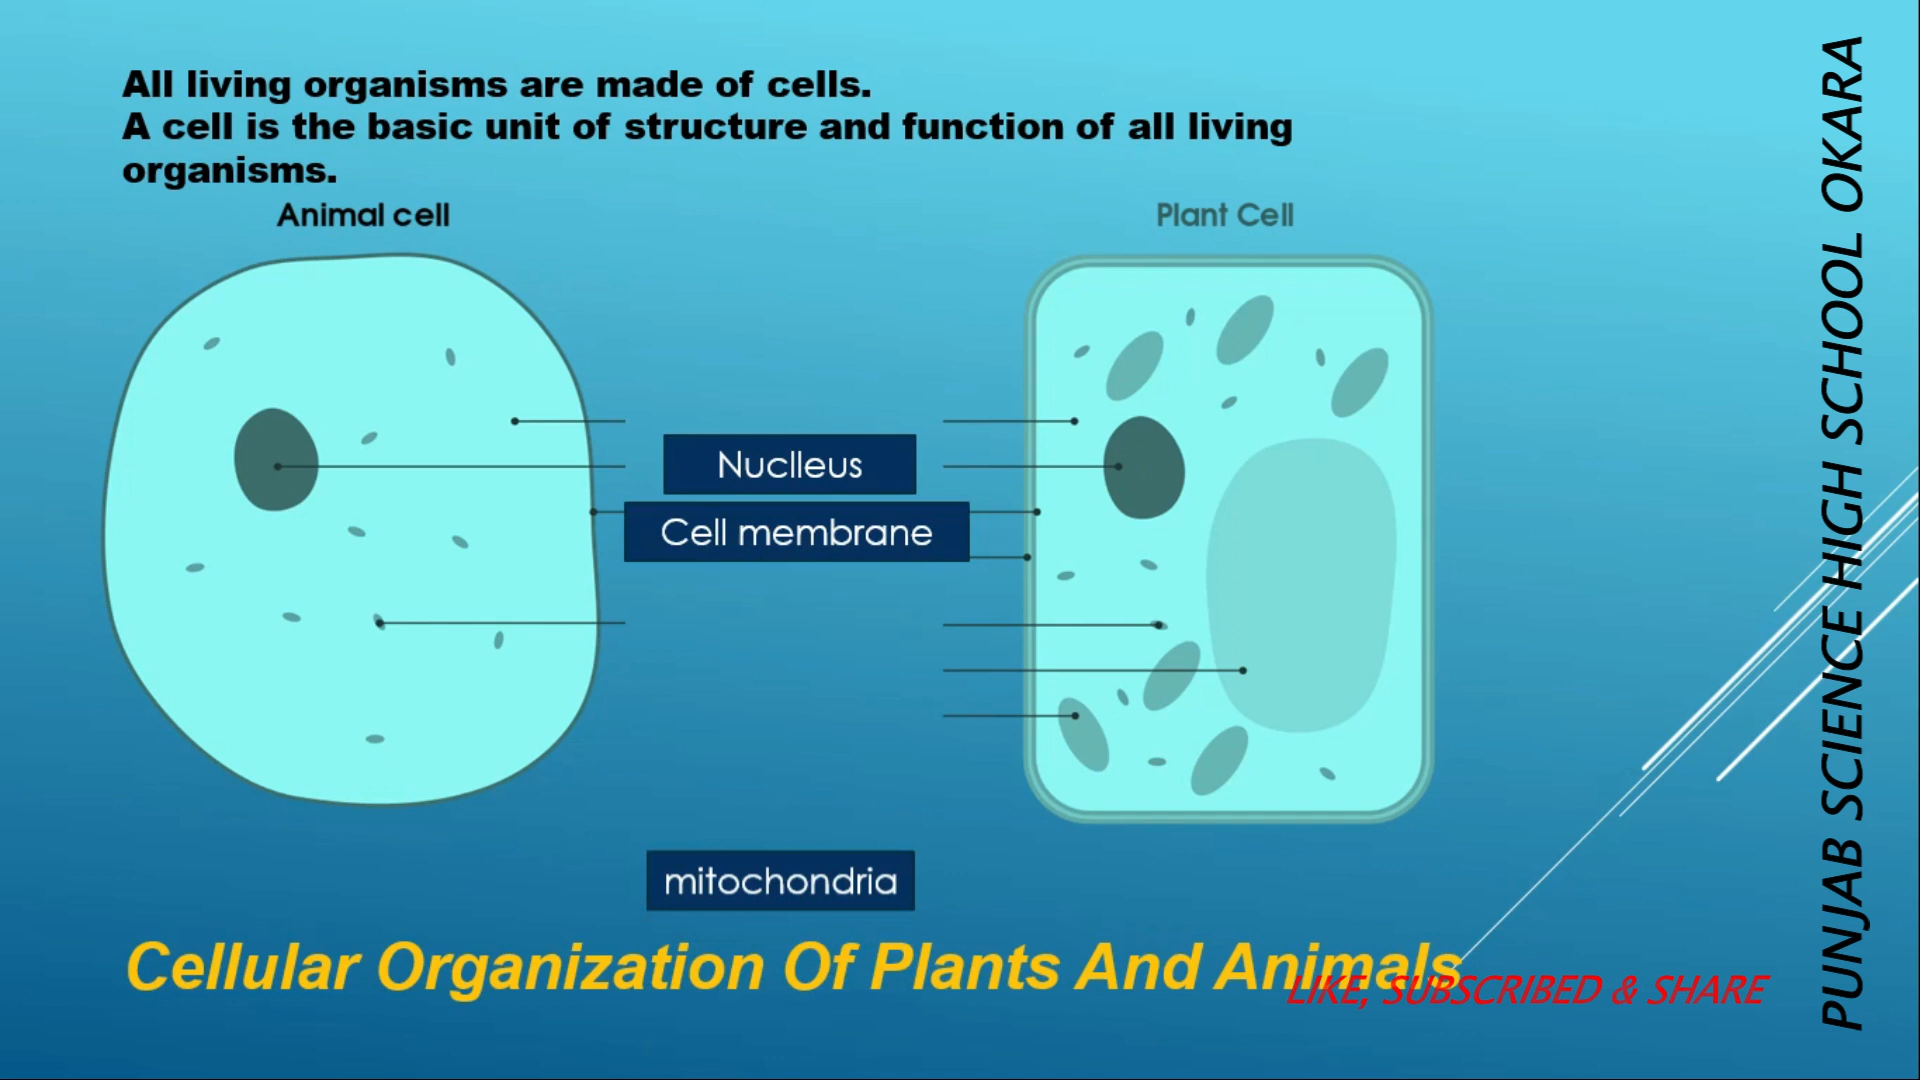 All living organisms are made of cells.
A cell is the basic unit of structure and function of all living
organisms.
Animal cell
Plant Cell
Nuclleus
Cell membrane
mitochondria
Cellular Organization Of Plants And Animals
LIKE, SUBSCRIBED & SHARE
PUNJAB SCIENCE HIGH SCHOOL OKARA